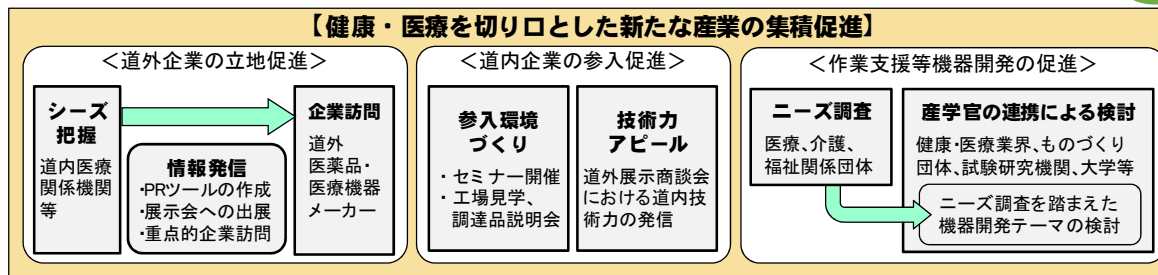 【健康・医療を切り口とした新たな産業の集積促進】
＜道外企業の立地促進＞
シーズ
把握
道内医療
関係機関
等
情報発信
・PRツールの作成
・展示会への出展
・重点的企業訪問
企業訪問
道外
医薬品・
医療機器
メーカー
＜道内企業の参入促進＞
参入環境
づくり
・セミナー開催
・工場見学、
調達品説明会
技術力
アピール
道外展示商談会
における道内技
術力の発信
＜作業支援等機器開発の促進＞
ニーズ調査
医療、介護、
福祉関係団体
産学官の連携による検討
健康・医療業界、ものづくり
団体、試験研究機関、大学等
ニーズ調査を踏まえた
機器開発テーマの検討